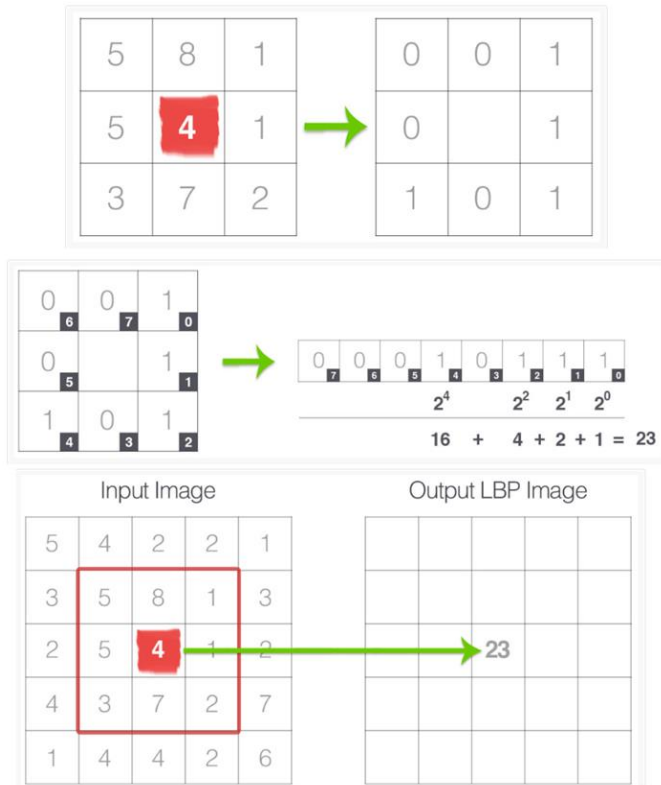 5 8 1 0 0 1
5 4 1 0 1
3 7 2 1 0 1
0 6 0 7 1 0
0 5 1 1
1 4 0 3 1 2
0 7 0 6 0 5 1 4 0 3 1 2 1 1 1 0
2^4 2^2 2^1 2^0
16 + 4 + 2 + 1 = 23
Input Image Output LBP Image
5 4 2 2 1
3 5 8 1 3
2 5 4 1 2 23
4 3 7 2 7
1 4 4 2 6